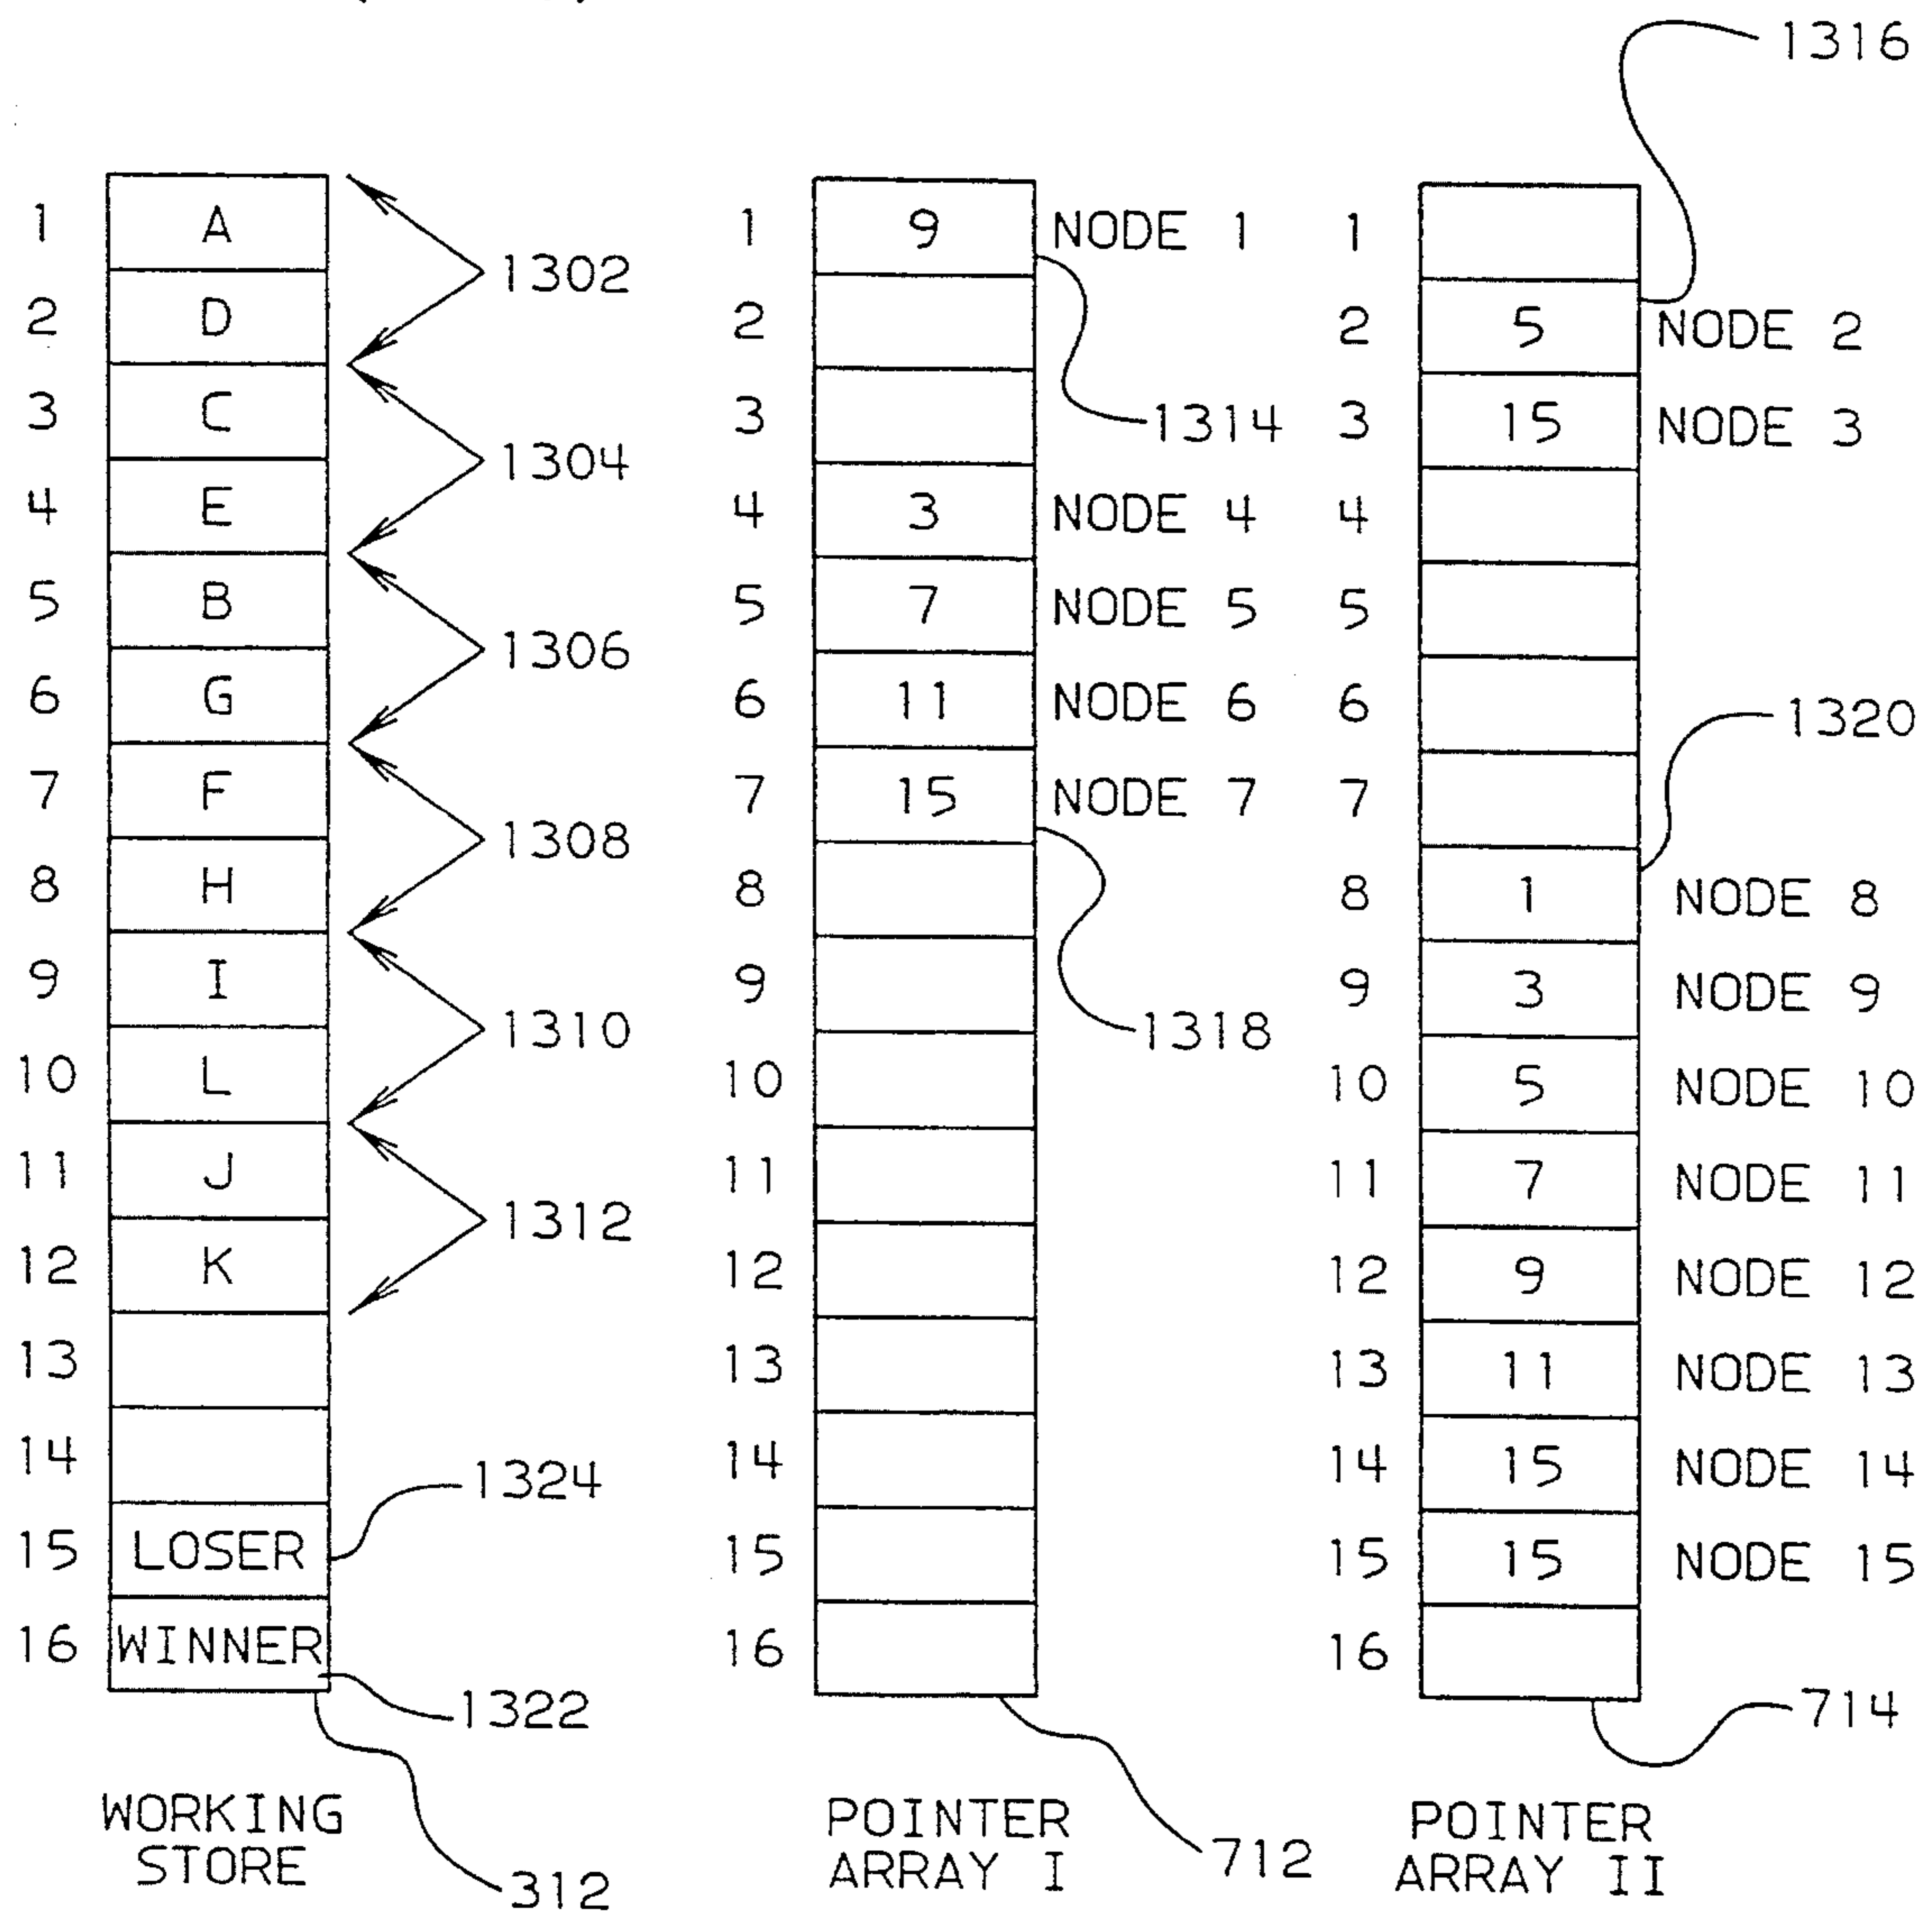 1316
1 A 1 9 NODE 1 1
1302
2 D 2 2 5 NODE 2
3 C 3 1314 3 15 NODE 3
1304
4 E 4 3 NODE 4 4
5 B 5 7 NODE 5 5
1306
6 G 6 11 NODE 6 6
1320
7 F 7 15 NODE 7 7
1308
8 H 8 8 1 NODE 8
9 I 9 9 3 NODE 9
1310 1318
10 L 10 10 5 NODE 10
11 J 11 11 7 NODE 11
1312
12 K 12 12 9 NODE 12
13 13 13 11 NODE 13
14 14 14 15 NODE 14
1324
15 LOSER 15 15 15 NODE 15
16 WINNER 16 16
1322 714
WORKING STORE
312
POINTER ARRAY I
712
POINTER ARRAY II